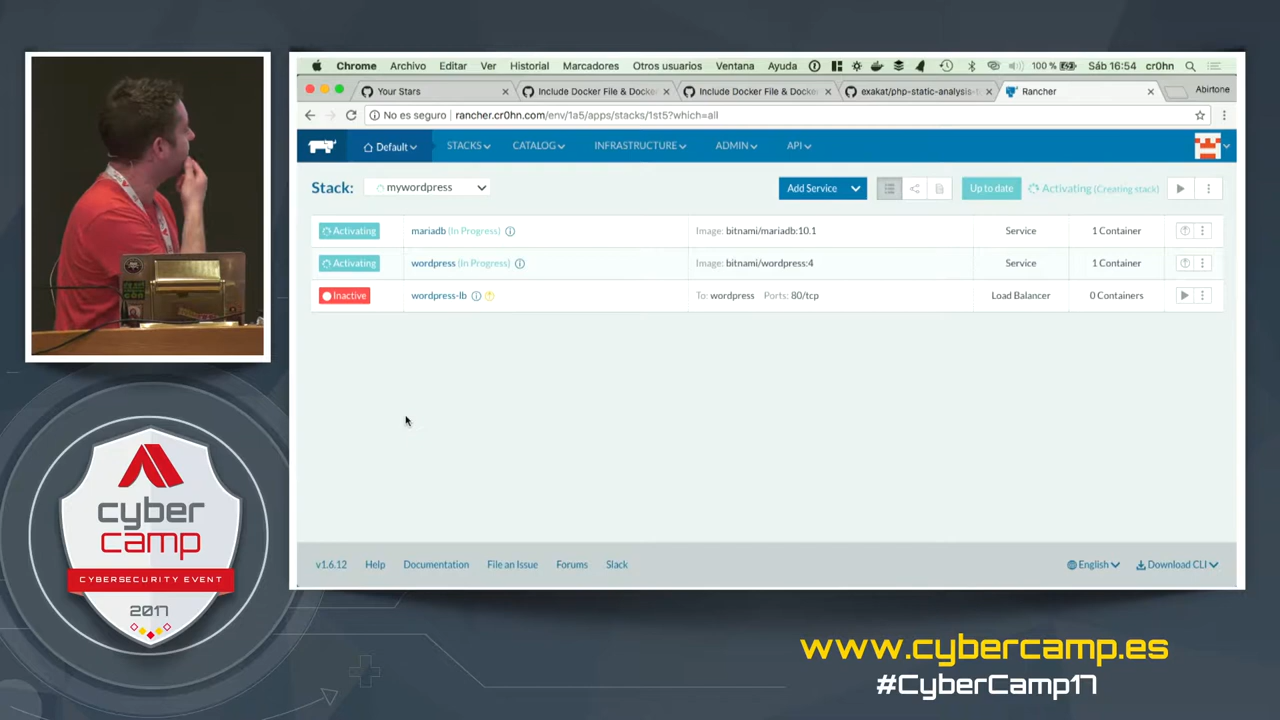 Chrome Archivo Editar Ver Historial Marcadores Otros usuarios Ventana Ayuda 100 % Sáb 16:54 cr0hn
Your Stars × Include Docker File & Docke × Include Docker File & Docke × exakat/php-static-analysis-t × Rancher × Abirtone
No es seguro rancher.cr0hn.com/env/1a5/apps/stacks/1st5?which=all
Default STACKS CATALOG INFRASTRUCTURE ADMIN API
Stack: mywordpress Add Service Up to date Activating (Creating stack)
Activating mariadb (In Progress) Image: bitnami/mariadb:10.1 Service 1 Container
Activating wordpress (In Progress) Image: bitnami/wordpress:4 Service 1 Container
Inactive wordpress-lb To: wordpress Ports: 80/tcp Load Balancer 0 Containers
v1.6.12 Help Documentation File an Issue Forums Slack English Download CLI
cyber
camp
CYBERSECURITY EVENT
2017
www.cybercamp.es
#CyberCamp17